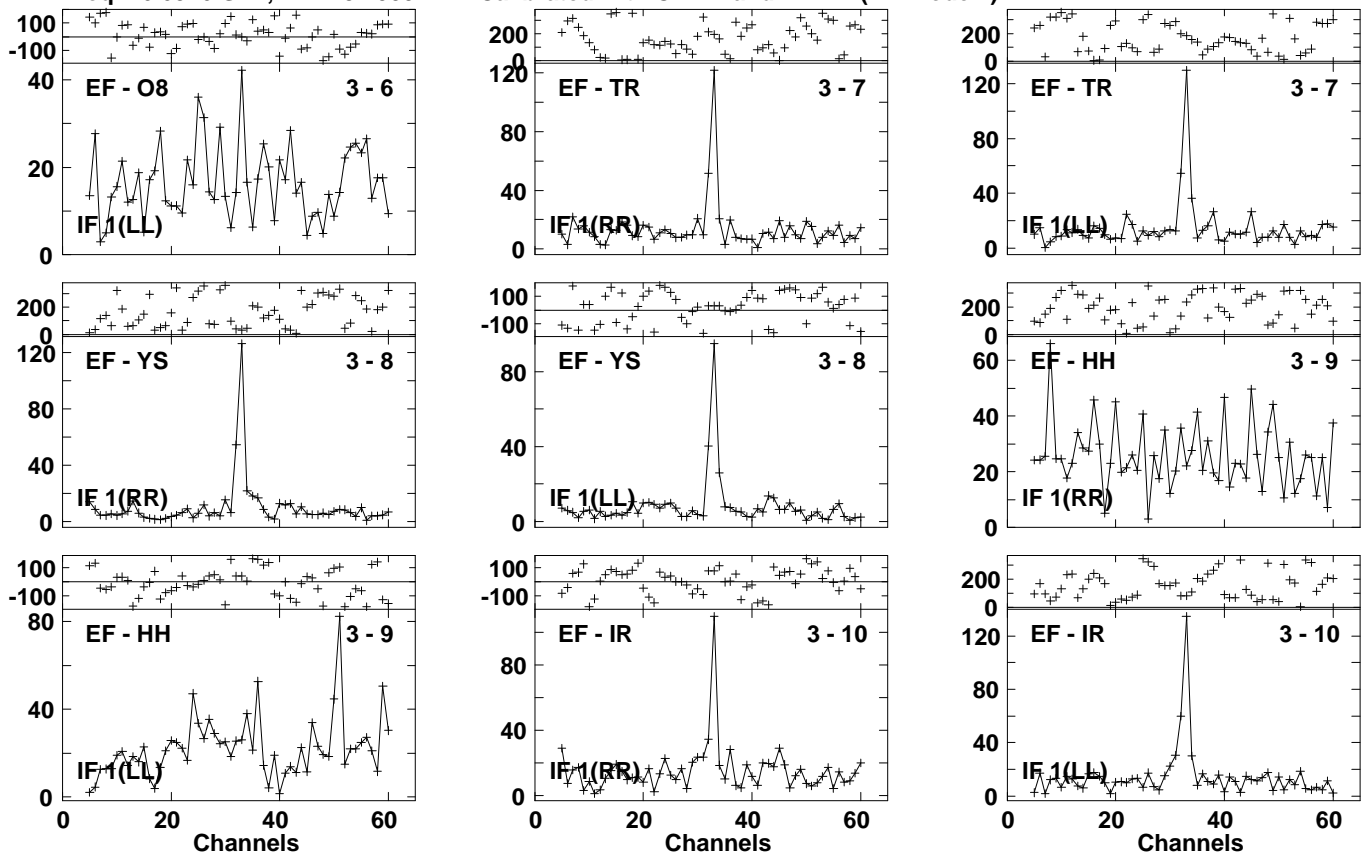 100
-100
200
0
200
0
40
20
0
EF - O8 3 - 6
IF 1(LL)
120
80
40
0
EF - TR 3 - 7
IF 1(RR)
120
80
40
0
EF - TR 3 - 7
IF 1(LL)
200
0
100
-100
200
0
120
80
40
0
EF - YS 3 - 8
IF 1(RR)
80
40
0
EF - YS 3 - 8
IF 1(LL)
60
40
20
0
EF - HH 3 - 9
IF 1(RR)
100
-100
100
-100
200
0
80
40
0
EF - HH 3 - 9
IF 1(LL)
80
40
0
EF - IR 3 - 10
IF 1(RR)
120
80
40
0
EF - IR 3 - 10
IF 1(LL)
0 20 40 60
0 20 40 60
0 20 40 60
Channels Channels Channels